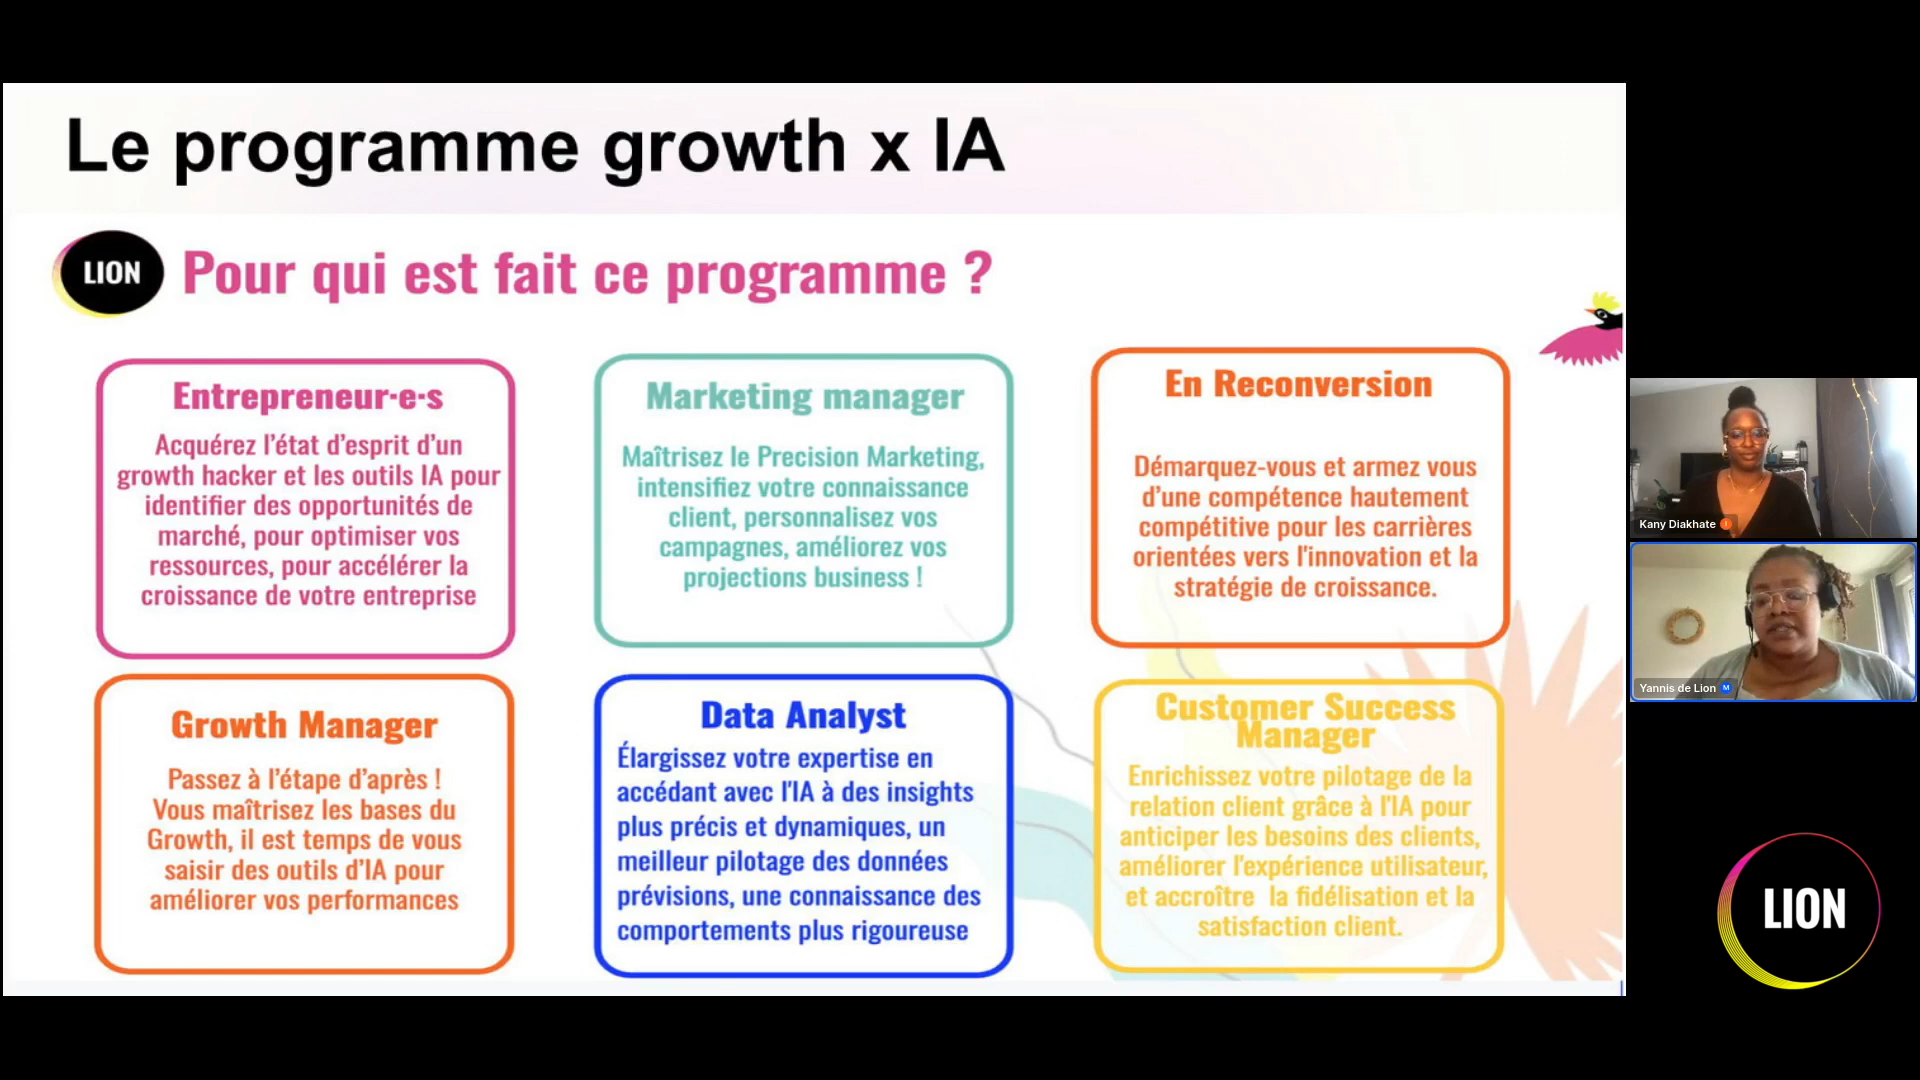 Le programme growth x IA
LION
Pour qui est fait ce programme ?
Entrepreneur·e·s
Acquérez l’état d’esprit d’un
growth hacker et les outils IA pour
identifier des opportunités de
marché, pour optimiser vos
ressources, pour accélérer la
croissance de votre entreprise
Marketing manager
Maîtrisez le Precision Marketing,
intensifiez votre connaissance
client, personnalisez vos
campagnes, améliorez vos
projections business !
En Reconversion
Démarquez-vous et armez vous
d’une compétence hautement
compétitive pour les carrières
orientées vers l'innovation et la
stratégie de croissance.
Growth Manager
Passez à l’étape d’après !
Vous maîtrisez les bases du
Growth, il est temps de vous
saisir des outils d’IA pour
améliorer vos performances
Data Analyst
Élargissez votre expertise en
accédant avec l'IA à des insights
plus précis et dynamiques, un
meilleur pilotage des données
prévisions, une connaissance des
comportements plus rigoureuse
Customer Success
Manager
Enrichissez votre pilotage de la
relation client grâce à l'IA pour
anticiper les besoins des clients,
améliorer l'expérience utilisateur,
et accroître  la fidélisation et la
satisfaction client.
Kany Diakhate I
Yannis de Lion M
LION